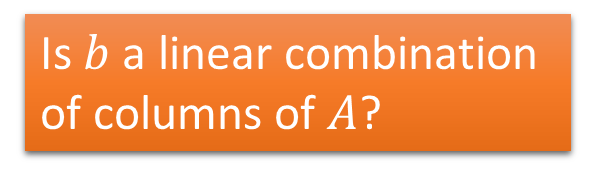 Is b a linear combination
of columns of A?